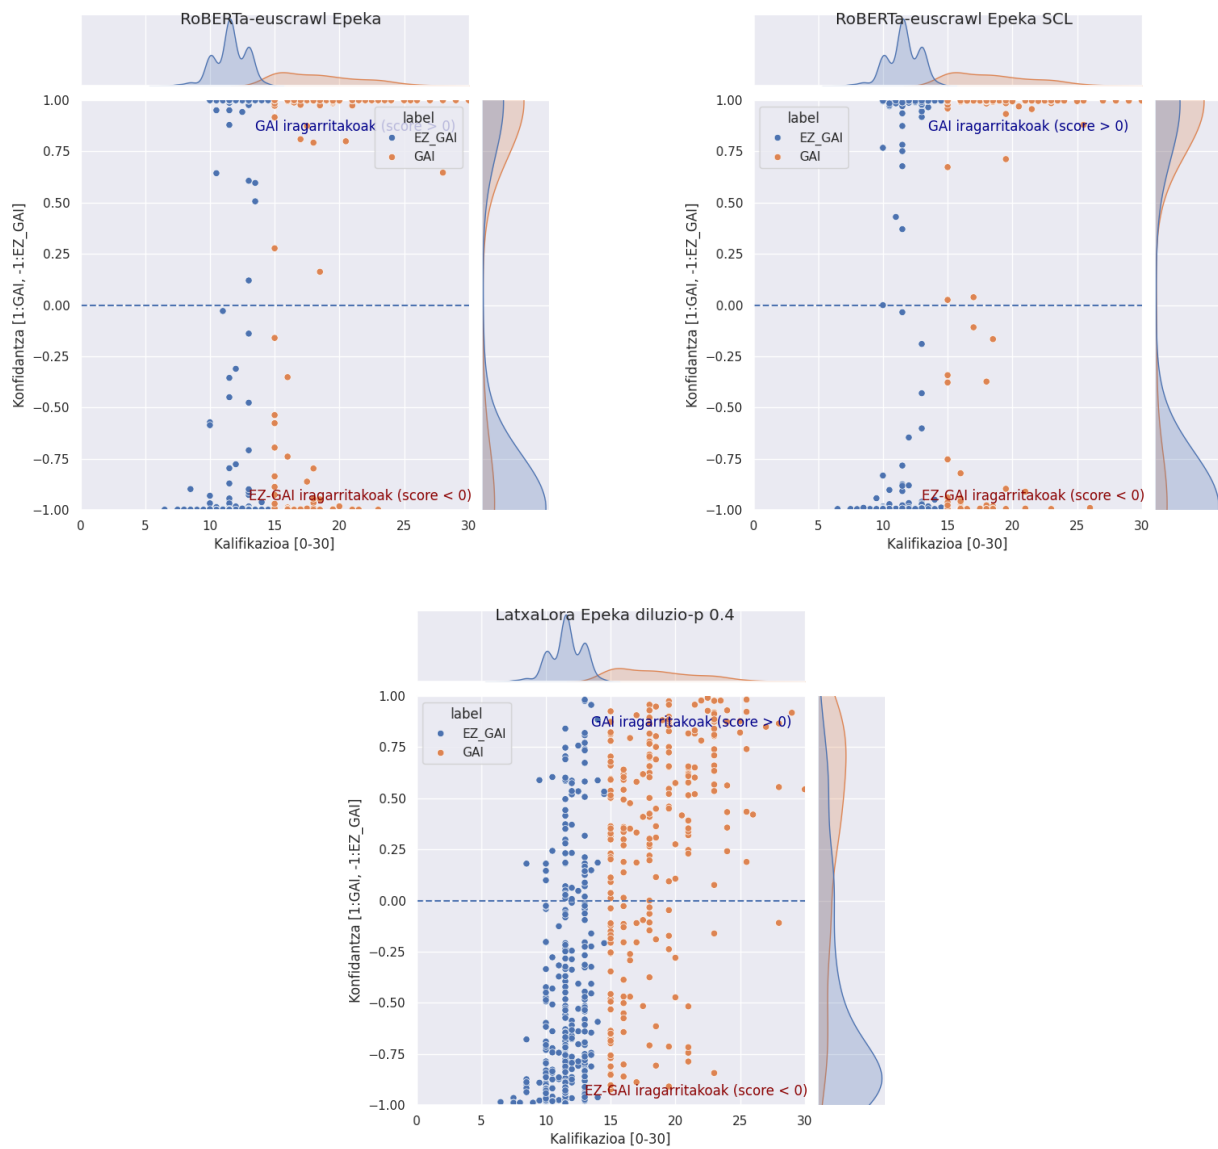 RoBERTa-euscrawl Epeka
1.00
0.75
0.50
0.25
0.00
−0.25
−0.50
−0.75
−1.00
Konfidantza [1:GAI, -1:EZ_GAI]
GAI iragarritakoak (score > 0)
label
EZ_GAI
GAI
EZ-GAI iragarritakoak (score < 0)
0 5 10 15 20 25 30
Kalifikazioa [0-30]
RoBERTa-euscrawl Epeka SCL
1.00
0.75
0.50
0.25
0.00
−0.25
−0.50
−0.75
−1.00
Konfidantza [1:GAI, -1:EZ_GAI]
label
EZ_GAI
GAI
GAI iragarritakoak (score > 0)
EZ-GAI iragarritakoak (score < 0)
0 5 10 15 20 25 30
Kalifikazioa [0-30]
LatxaLora Epeka diluzio-p 0.4
1.00
0.75
0.50
0.25
0.00
−0.25
−0.50
−0.75
−1.00
Konfidantza [1:GAI, -1:EZ_GAI]
label
EZ_GAI
GAI
GAI iragarritakoak (score > 0)
EZ-GAI iragarritakoak (score < 0)
0 5 10 15 20 25 30
Kalifikazioa [0-30]